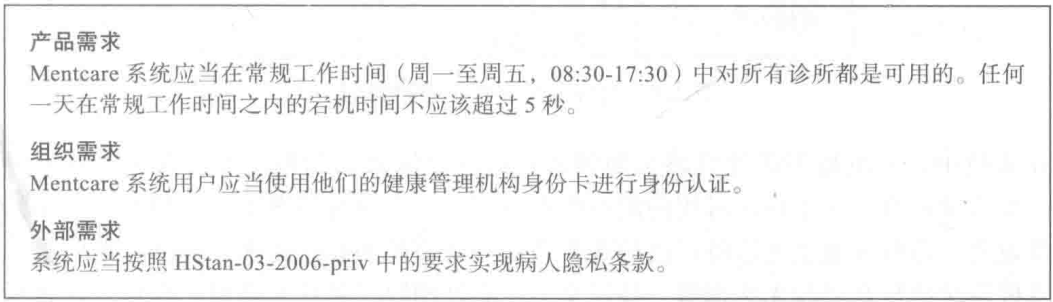 产品需求
Mentcare 系统应当在常规工作时间（周一至周五，08:30-17:30）中对所有诊所都是可用的。任何
一天在常规工作时间之内的宕机时间不应该超过 5 秒。
组织需求
Mentcare 系统用户应当使用他们的健康管理机构身份卡进行身份认证。
外部需求
系统应当按照 HStan-03-2006-priv 中的要求实现病人隐私条款。